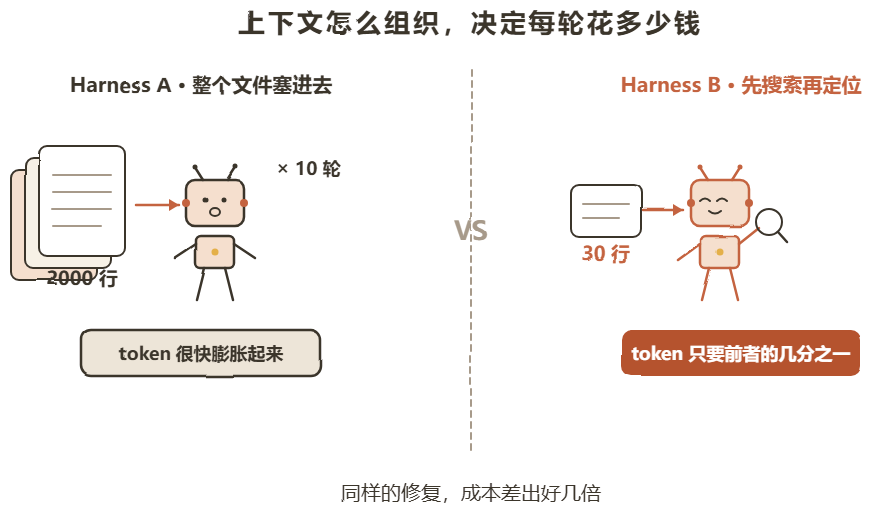 上下文怎么组织，决定每轮花多少钱
Harness A · 整个文件塞进去
× 10 轮
2000 行
token 很快膨胀起来
VS
Harness B · 先搜索再定位
30 行
token 只要前者的几分之一
同样的修复，成本差出好几倍